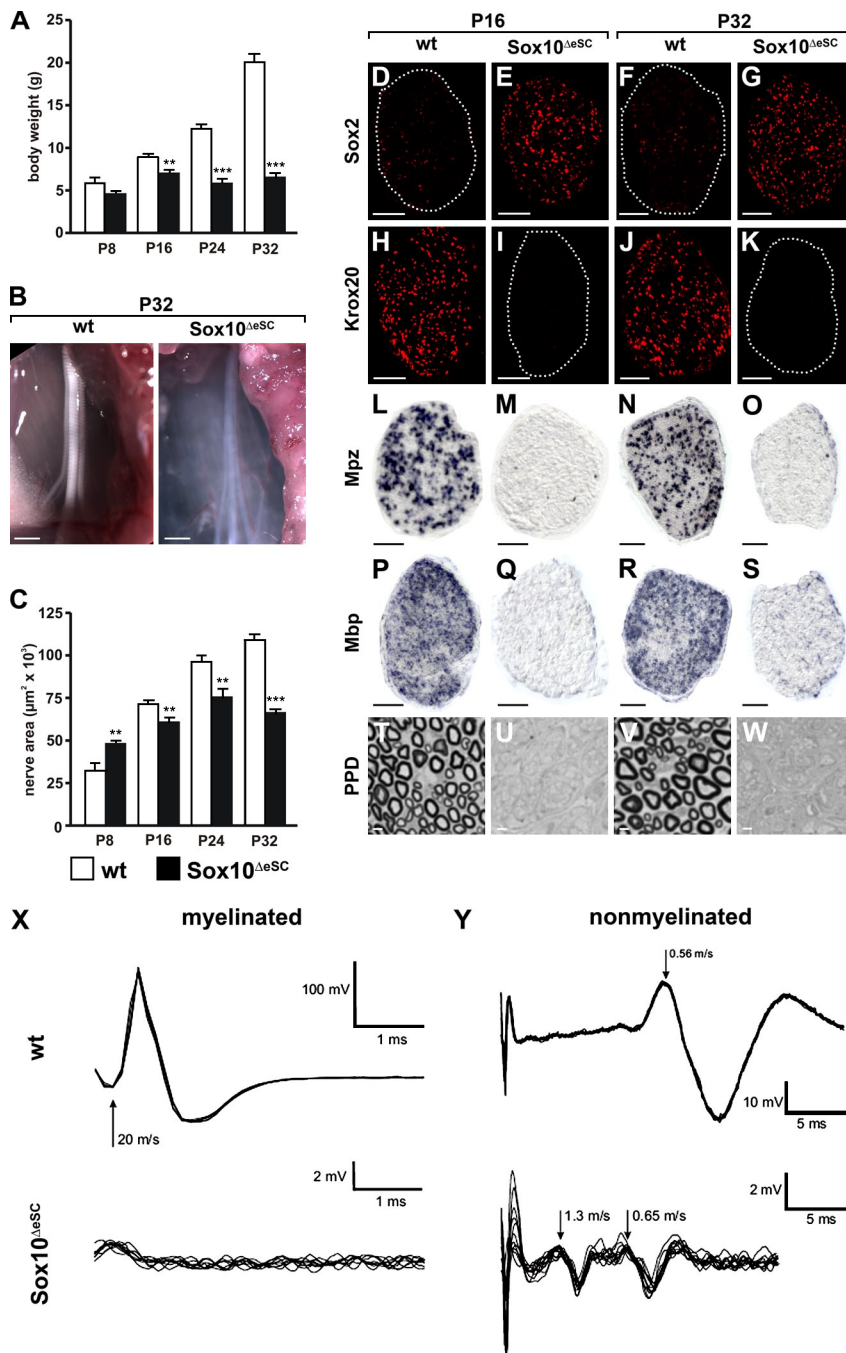 A
body weight (g)
25
20
15
10
5
0
** *** ***
P8 P16 P24 P32
B
P32
wt Sox10ΔeSC
C
nerve area (µm² x 10³)
125
100
75
50
25
0
** ** ** ***
P8 P16 P24 P32
wt Sox10ΔeSC
P16 P32
wt Sox10ΔeSC wt Sox10ΔeSC
Sox2 D E F G
Krox20 H I J K
Mpz L M N O
Mbp P Q R S
PPD T U V W
X myelinated
wt
100 mV
1 ms
20 m/s
Sox10ΔeSC
2 mV
1 ms
Y nonmyelinated
0.56 m/s
10 mV
5 ms
1.3 m/s 0.65 m/s
2 mV
5 ms